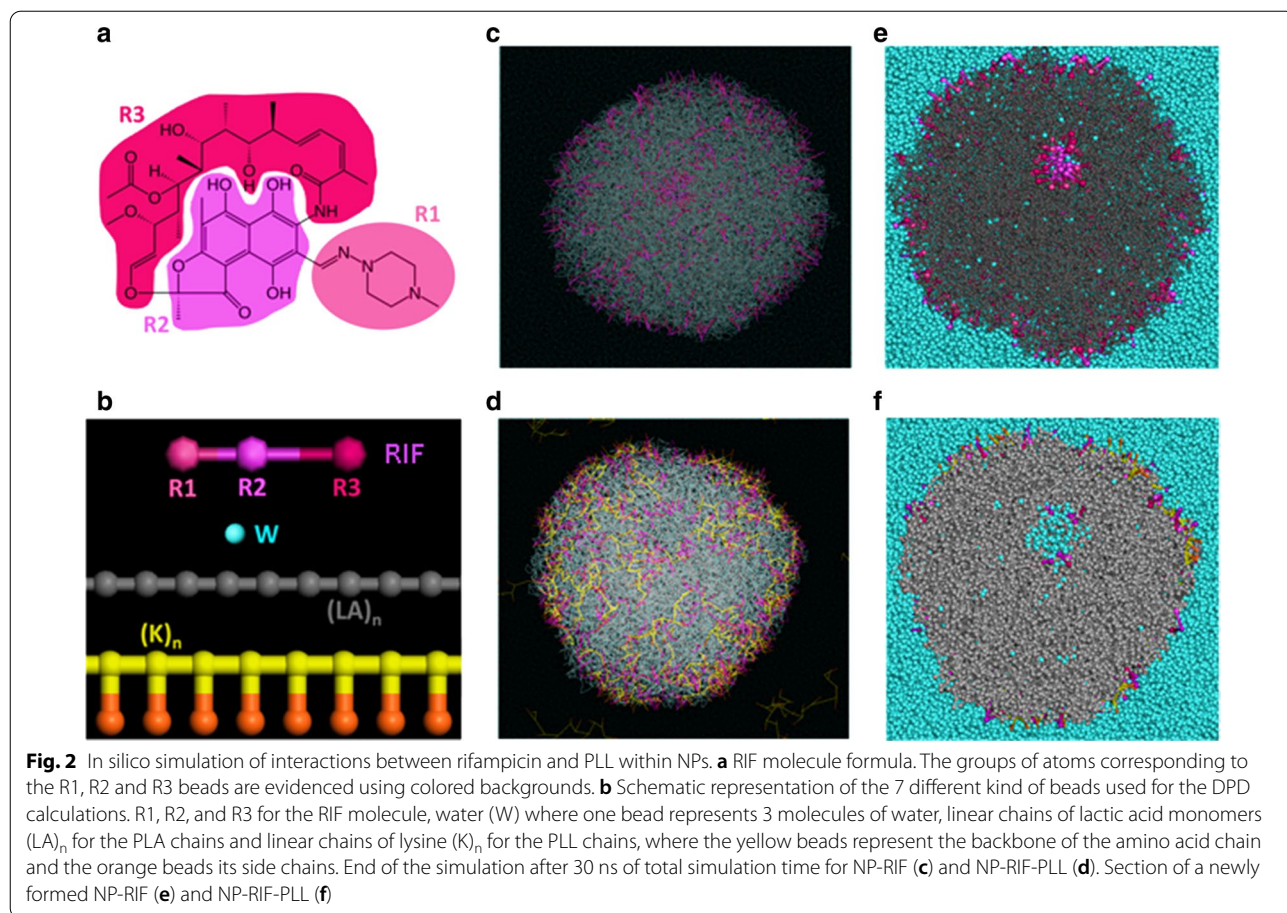 a
c
e
R3
HO
O
H
O
O
O
HO
OH
OH
O
H
NH
R1
N
N
N
O
O
OH
O
R2
b
d
f
RIF
R1 R2 R3
W
(LA)n
(K)n
Fig. 2 In silico simulation of interactions between rifampicin and PLL within NPs. a RIF molecule formula. The groups of atoms corresponding to
the R1, R2 and R3 beads are evidenced using colored backgrounds. b Schematic representation of the 7 different kind of beads used for the DPD
calculations. R1, R2, and R3 for the RIF molecule, water (W) where one bead represents 3 molecules of water, linear chains of lactic acid monomers
(LA)n for the PLA chains and linear chains of lysine (K)n for the PLL chains, where the yellow beads represent the backbone of the amino acid chain
and the orange beads its side chains. End of the simulation after 30 ns of total simulation time for NP-RIF (c) and NP-RIF-PLL (d). Section of a newly
formed NP-RIF (e) and NP-RIF-PLL (f)